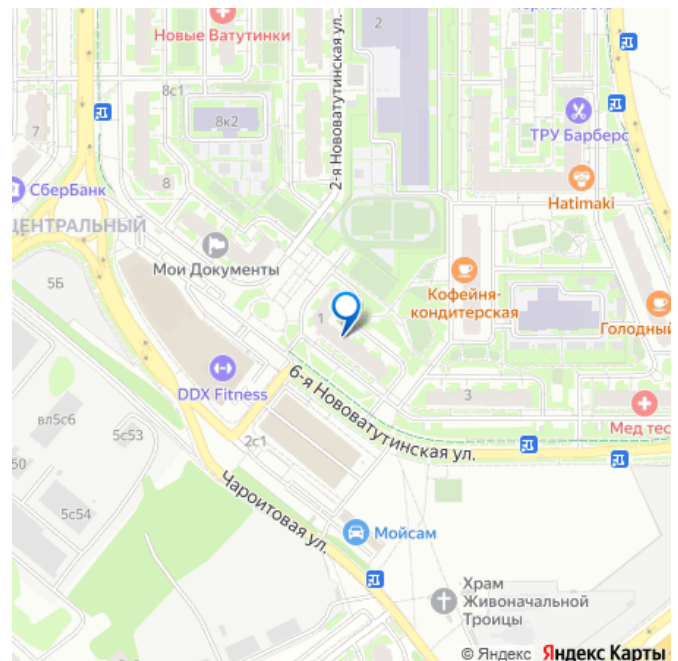 Новые Ватутинки
2
8с1
8к2
2-я Нововатутинская ул.
ТРУ Барберс
7
8
СберБанк
Hatimaki
ЦЕНТРАЛЬНЫЙ
Мои Документы
5Б
Кофейня-
кондитерская
1
Голодный
DDX Fitness
6-я Нововатутинская ул.
3
Мед тес
вл5с6
5с53
2с1
50
5с54
Чароитовая ул.
Мойсам
Храм
Живоначальной
Троицы
© Яндекс Яндекс Карты